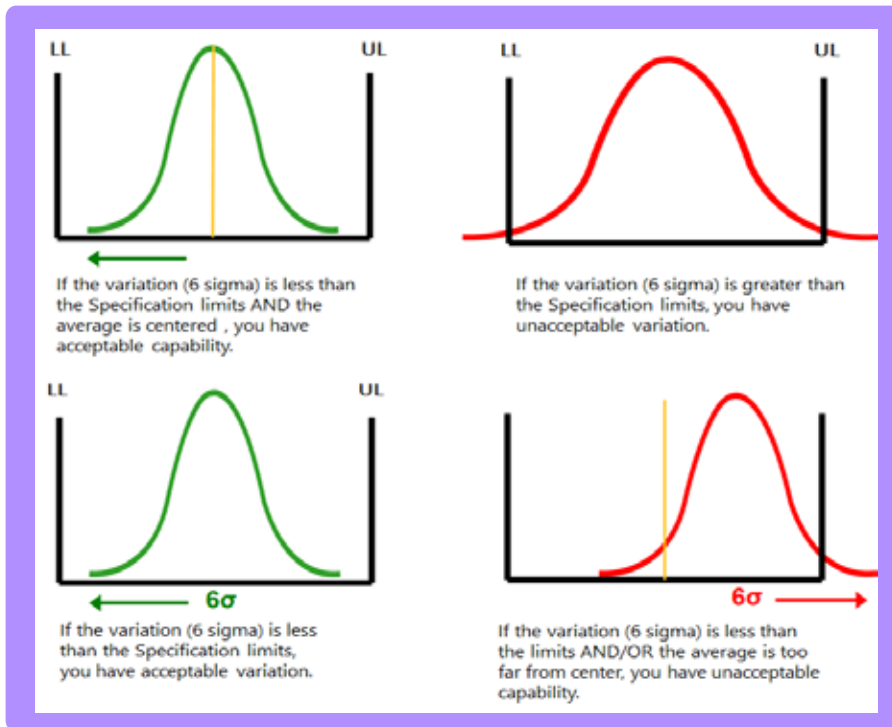 LL UL
If the variation (6 sigma) is less than
the Specification limits AND the
average is centered , you have
acceptable capability.
LL UL
If the variation (6 sigma) is greater than
the Specification limits, you have
unacceptable variation.
LL UL
6σ
If the variation (6 sigma) is less
than the Specification limits,
you have acceptable variation.
6σ
If the variation (6 sigma) is less than
the limits AND/OR the average is too
far from center, you have unacceptable
capability.